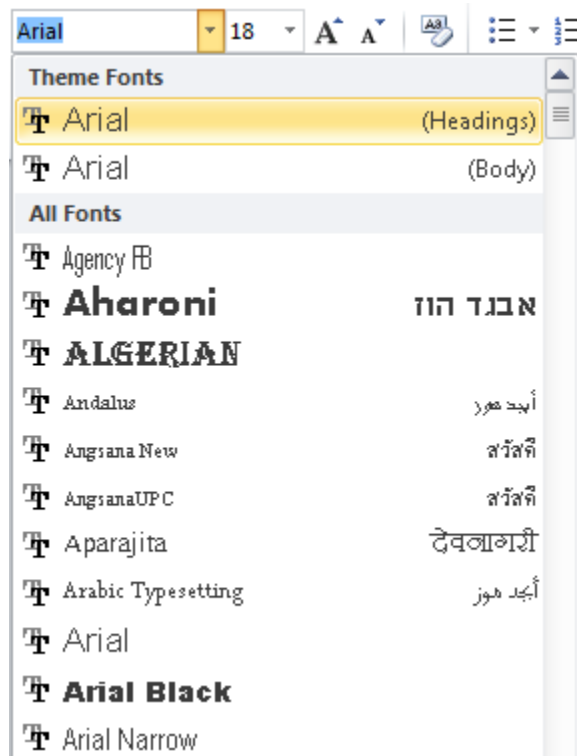 Arial 18
Theme Fonts
Arial (Headings)
Arial (Body)
All Fonts
Agency FB
Aharoni אבגד הוז
ALGERIAN
Andalus أبجد هوز
Angsana New สวัสดี
AngsanaUPC สวัสดี
Aparajita देवनागरी
Arabic Typesetting أبجد هوز
Arial
Arial Black
Arial Narrow